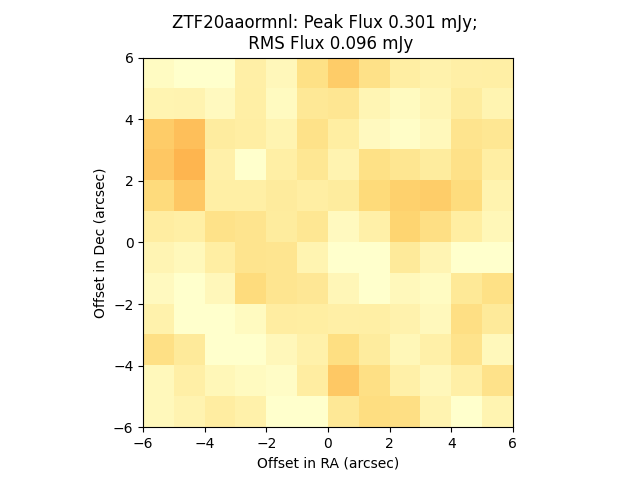 ZTF20aaormnl: Peak Flux 0.301 mJy;
RMS Flux 0.096 mJy
6
4
2
0
−2
−4
−6
Offset in Dec (arcsec)
−6 −4 −2 0 2 4 6
Offset in RA (arcsec)